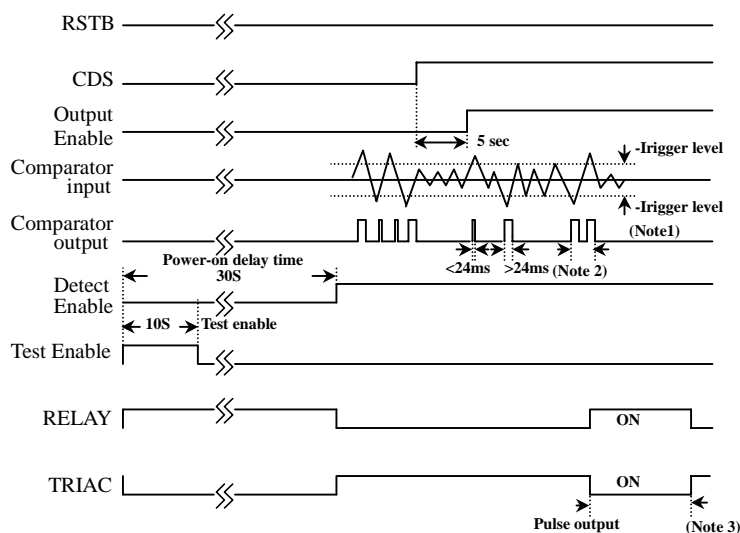 RSTB
CDS
Output
Enable
5 sec
Comparator
input
-Irigger level
-Irigger level
(Note1)
Comparator
output
Power-on delay time
30S
<24ms
>24ms
(Note 2)
Detect
Enable
10S
Test enable
Test Enable
RELAY
ON
TRIAC
ON
Pulse output
(Note 3)